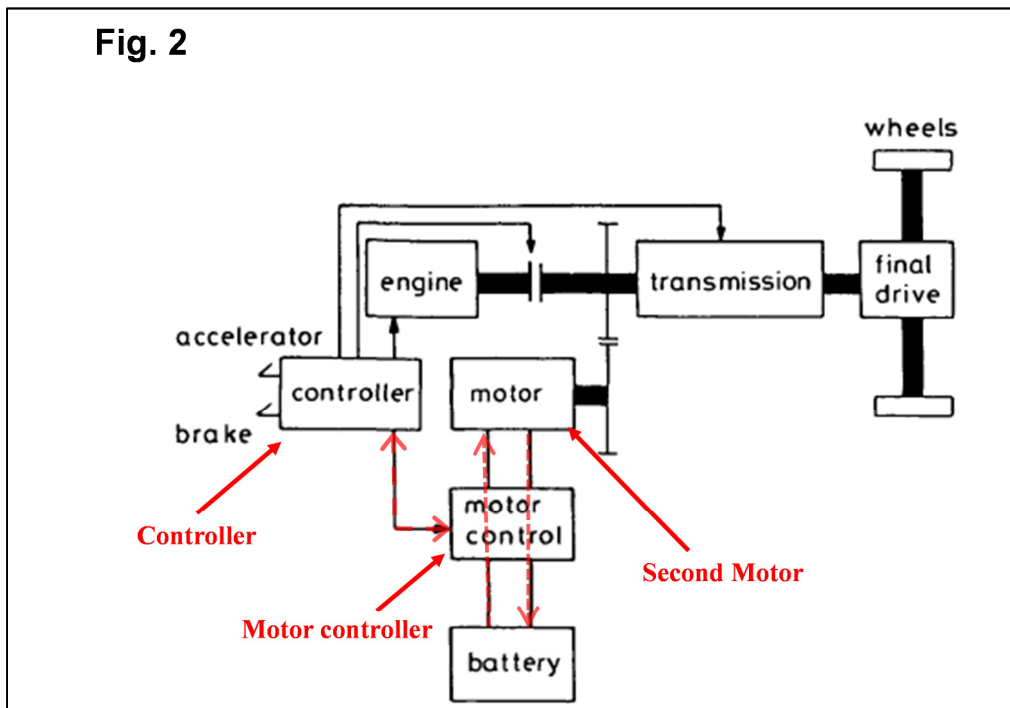 Fig. 2
wheels
engine
transmission
final
drive
accelerator
controller
motor
brake
motor
control
Controller
Second Motor
Motor controller
battery